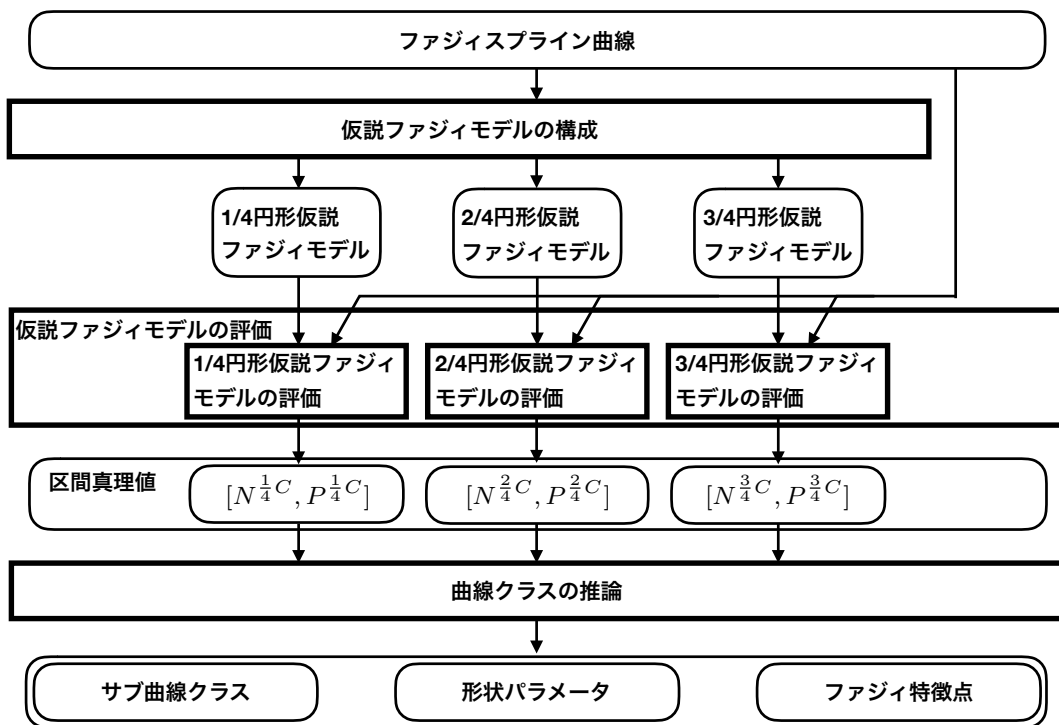 ファジィスプライン曲線
仮説ファジィモデルの構成
1/4円形仮説
ファジィモデル
2/4円形仮説
ファジィモデル
3/4円形仮説
ファジィモデル
仮説ファジィモデルの評価
1/4円形仮説ファジィ
モデルの評価
2/4円形仮説ファジィ
モデルの評価
3/4円形仮説ファジィ
モデルの評価
区間真理値
$[N^{\frac{1}{4}C}, P^{\frac{1}{4}C}]$
$[N^{\frac{2}{4}C}, P^{\frac{2}{4}C}]$
$[N^{\frac{3}{4}C}, P^{\frac{3}{4}C}]$
曲線クラスの推論
サブ曲線クラス
形状パラメータ
ファジィ特徴点